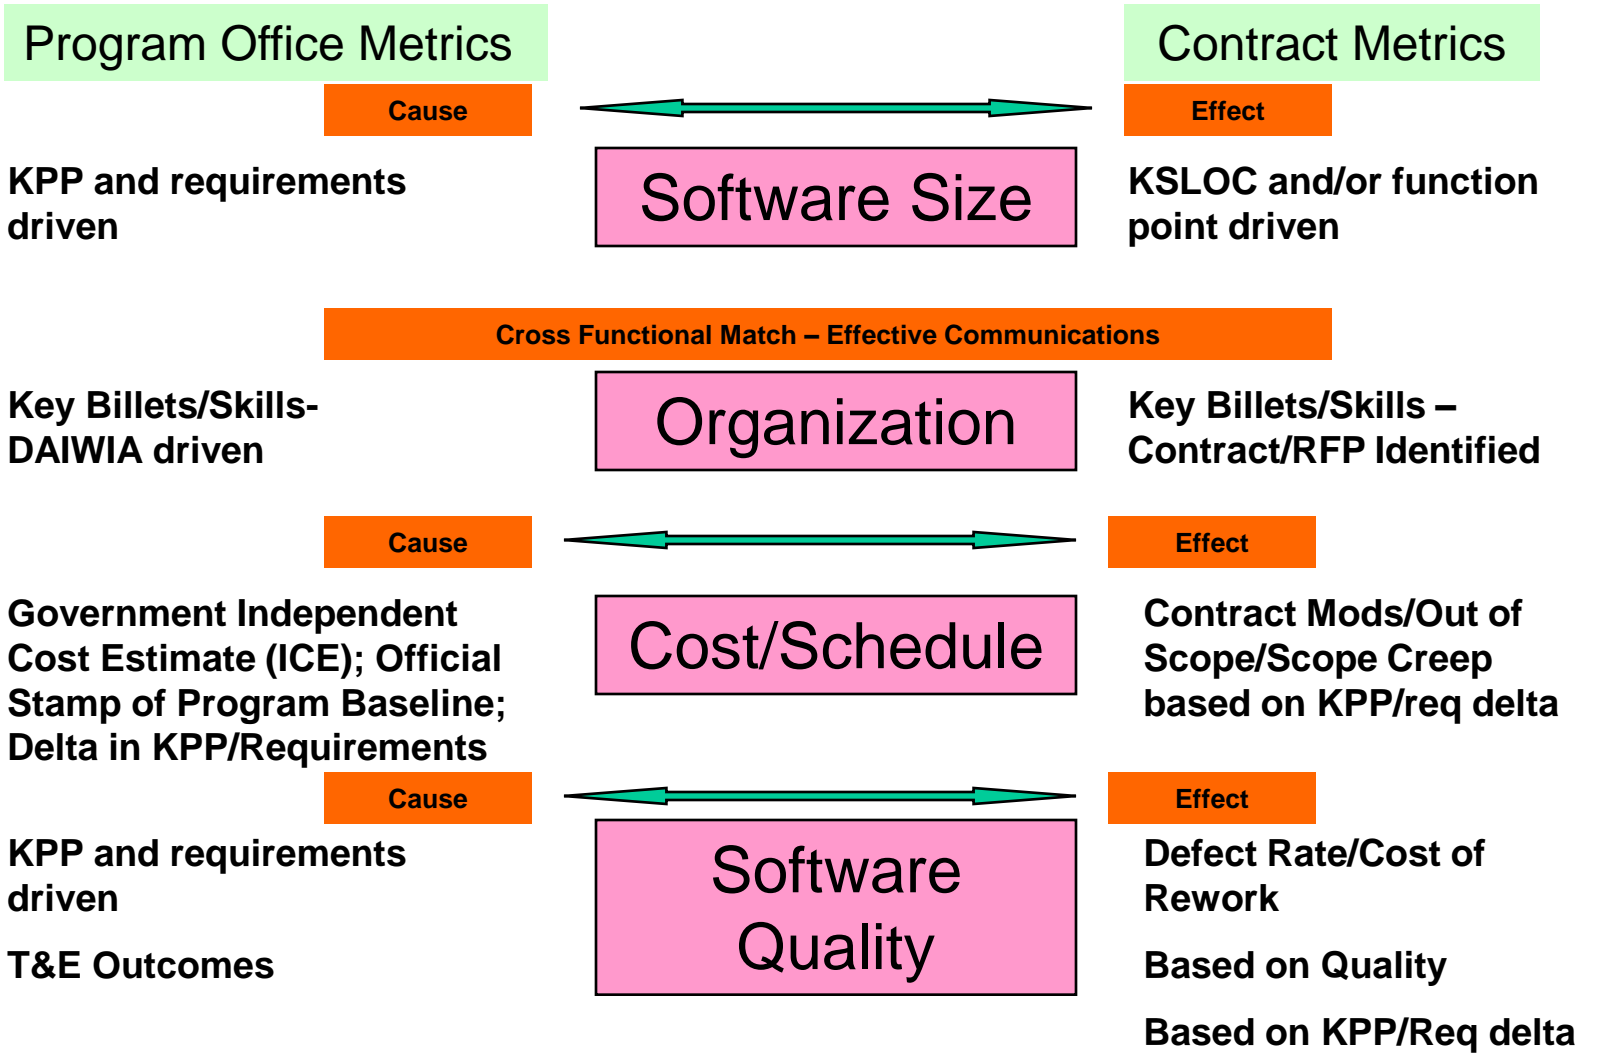 Program Office Metrics
Contract Metrics
Cause
Effect
KPP and requirements
driven
Software Size
KSLOC and/or function
point driven
Cross Functional Match – Effective Communications
Key Billets/Skills-
DAIWIA driven
Organization
Key Billets/Skills –
Contract/RFP Identified
Cause
Effect
Government Independent
Cost Estimate (ICE); Official
Stamp of Program Baseline;
Delta in KPP/Requirements
Cost/Schedule
Contract Mods/Out of
Scope/Scope Creep
based on KPP/req delta
Cause
Effect
KPP and requirements
driven
T&E Outcomes
Software
Quality
Defect Rate/Cost of
Rework
Based on Quality
Based on KPP/Req delta